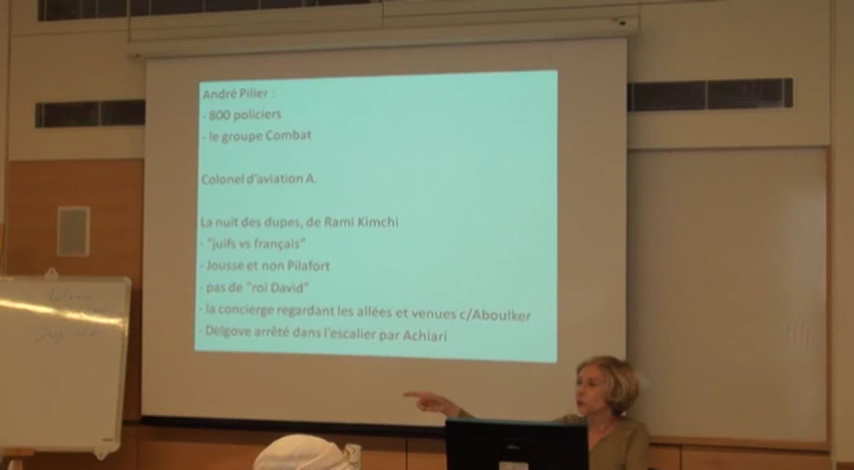 André Pilier :
- 800 policiers
- le groupe Combat
Colonel d'aviation A.
La nuit des dupes, de Rami Kimchi
- "juifs vs français"
- Jousse et non Pilafort
- pas de "roi David"
- la concierge regardant les allées et venues c/Aboulker
- Delgove arrêté dans l'escalier par Achiari